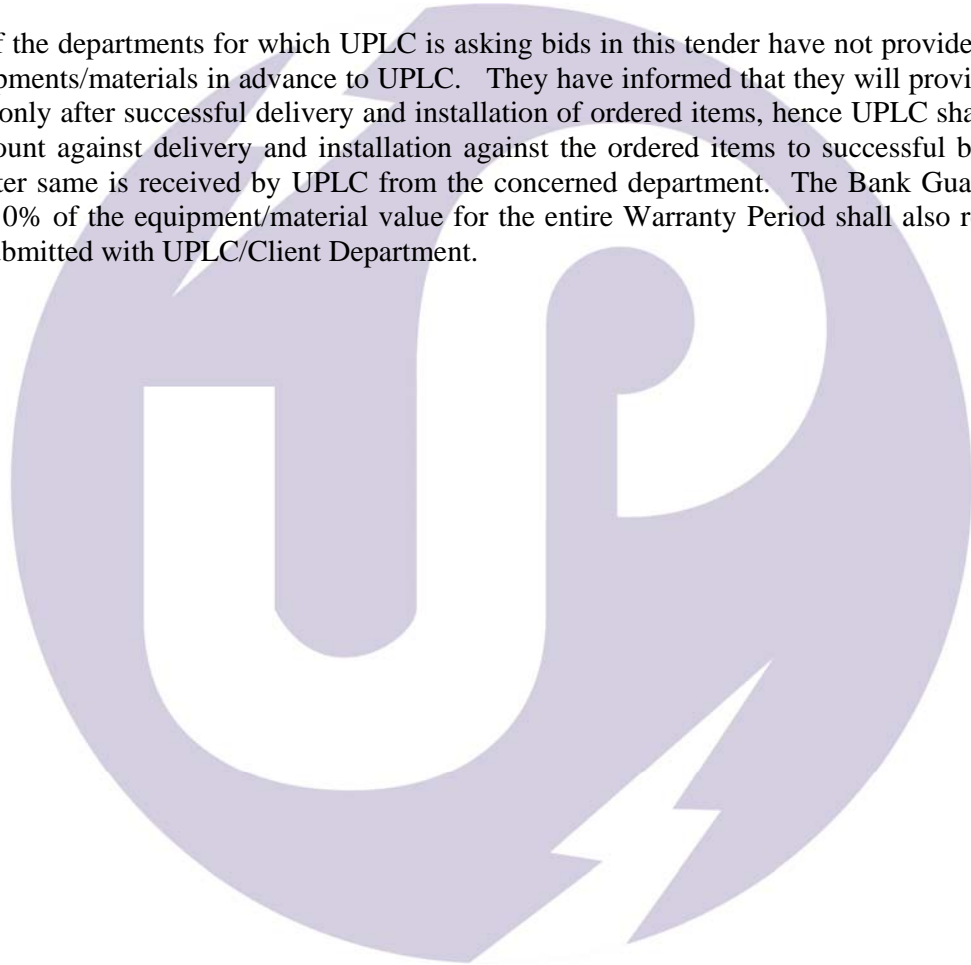 f the departments for which UPLC is asking bids in this tender have not provide
pments/materials in advance to UPLC. They have informed that they will provi
only after successful delivery and installation of ordered items, hence UPLC sha
ount against delivery and installation against the ordered items to successful b
ter same is received by UPLC from the concerned department. The Bank Gua
0% of the equipment/material value for the entire Warranty Period shall also r
ubmitted with UPLC/Client Department.
UP